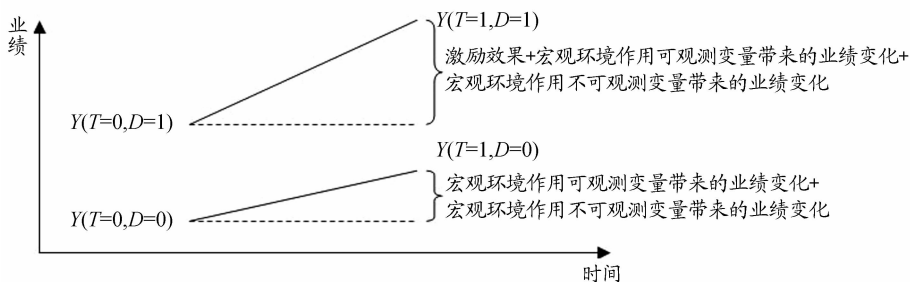 业绩
Y(T=1,D=1)
激励效果+宏观环境作用可观测变量带来的业绩变化+
宏观环境作用不可观测变量带来的业绩变化
Y(T=0,D=1)
Y(T=1,D=0)
宏观环境作用可观测变量带来的业绩变化+
宏观环境作用不可观测变量带来的业绩变化
Y(T=0,D=0)
时间